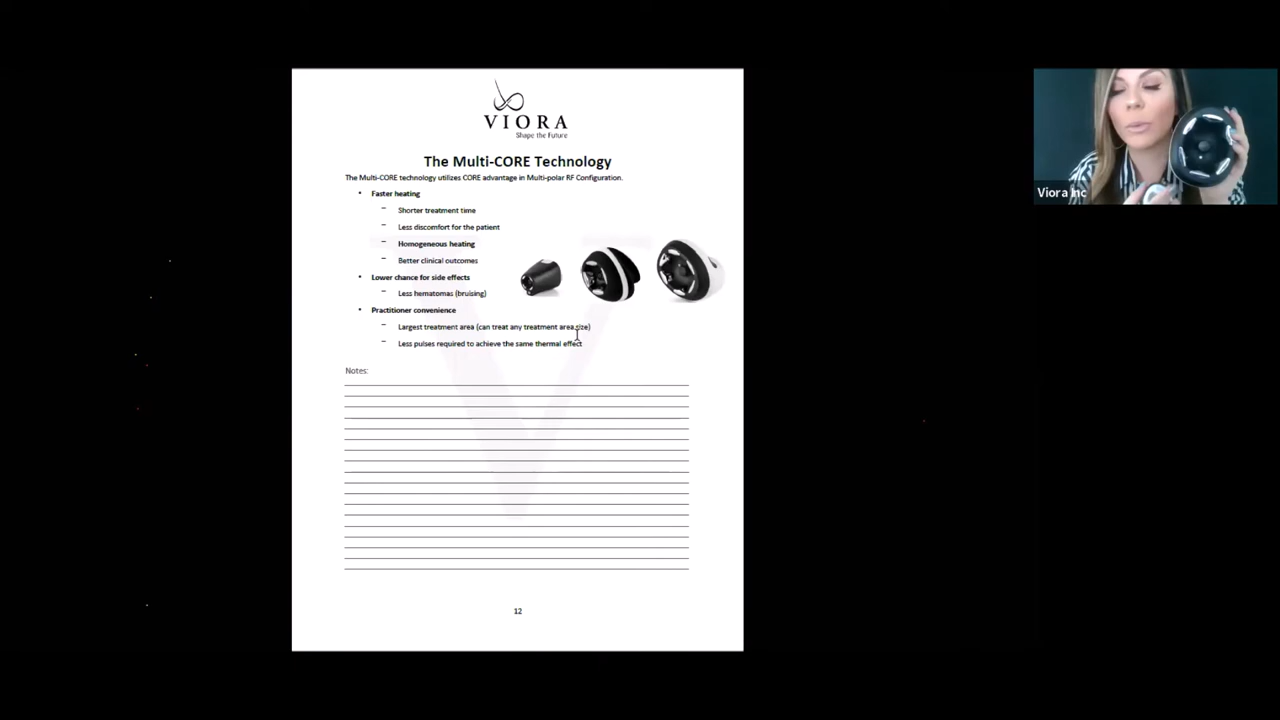 VIORA
Shape the Future
The Multi-CORE Technology
The Multi-CORE technology utilizes CORE advantage in Multi-polar RF Configuration.
• Faster heating
– Shorter treatment time
– Less discomfort for the patient
– Homogeneous heating
– Better clinical outcomes
• Lower chance for side effects
– Less hematomas (bruising)
• Practitioner convenience
– Largest treatment area (can treat any treatment area size)
– Less pulses required to achieve the same thermal effect
Notes:
12
Viora Inc